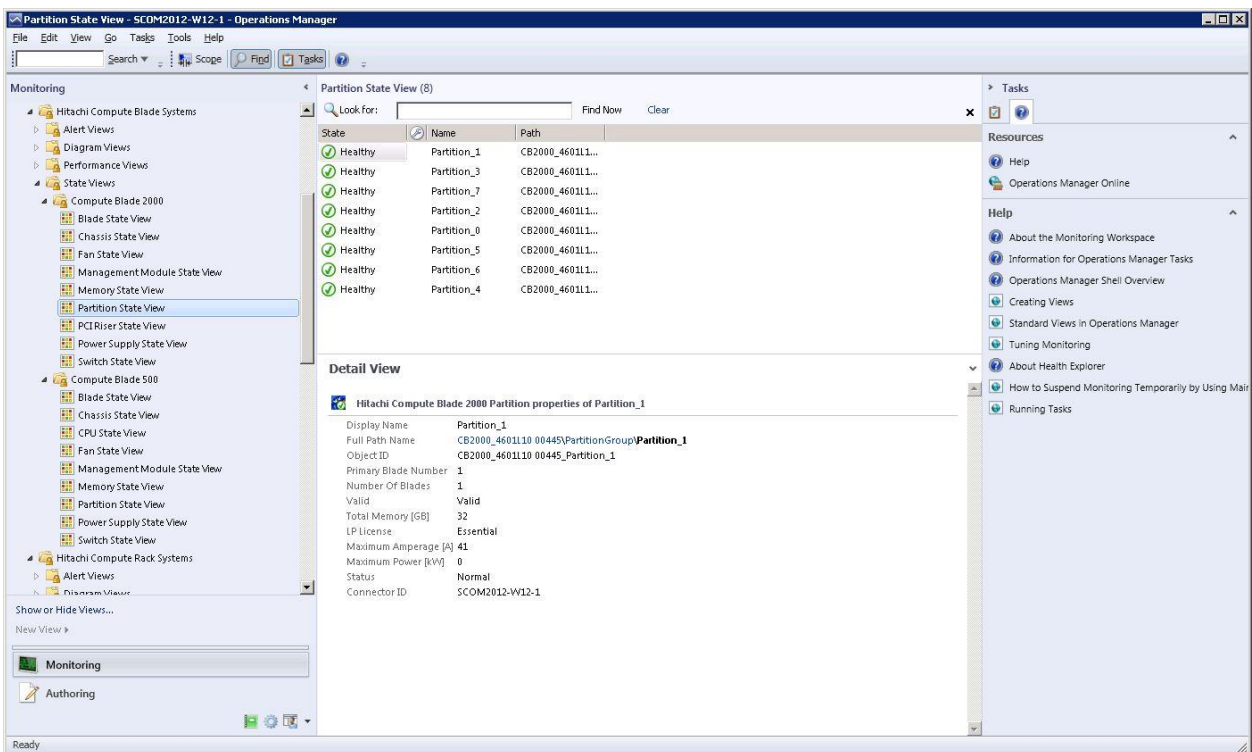 Partition State View - SCOM2012-W12-1 - Operations Manager
File Edit View Go Tasks Tools Help
Search Scope Find Tasks
Monitoring
Hitachi Compute Blade Systems
Alert Views
Diagram Views
Performance Views
State Views
Compute Blade 2000
Blade State View
Chassis State View
Fan State View
Management Module State View
Memory State View
Partition State View
PCI Riser State View
Power Supply State View
Switch State View
Compute Blade 500
Blade State View
Chassis State View
CPU State View
Fan State View
Management Module State View
Memory State View
Partition State View
Power Supply State View
Switch State View
Hitachi Compute Rack Systems
Alert Views
Diagram Views
Show or Hide Views...
New View
Monitoring
Authoring
Ready
Partition State View (8)
Look for: Find Now Clear
State Name Path
Healthy Partition_1 CB2000_4601L1...
Healthy Partition_3 CB2000_4601L1...
Healthy Partition_7 CB2000_4601L1...
Healthy Partition_2 CB2000_4601L1...
Healthy Partition_0 CB2000_4601L1...
Healthy Partition_5 CB2000_4601L1...
Healthy Partition_6 CB2000_4601L1...
Healthy Partition_4 CB2000_4601L1...
Detail View
Hitachi Compute Blade 2000 Partition properties of Partition_1
Display Name Partition_1
Full Path Name CB2000_4601L10 00445\PartitionGroup\Partition_1
Object ID CB2000_4601L10 00445_Partition_1
Primary Blade Number 1
Number Of Blades 1
Valid Valid
Total Memory [GB] 32
LP License Essential
Maximum Amperage [A] 41
Maximum Power [kW] 0
Status Normal
Connector ID SCOM2012-W12-1
Tasks
Resources
Help
Operations Manager Online
Help
About the Monitoring Workspace
Information for Operations Manager Tasks
Operations Manager Shell Overview
Creating Views
Standard Views in Operations Manager
Tuning Monitoring
About Health Explorer
How to Suspend Monitoring Temporarily by Using Mair
Running Tasks